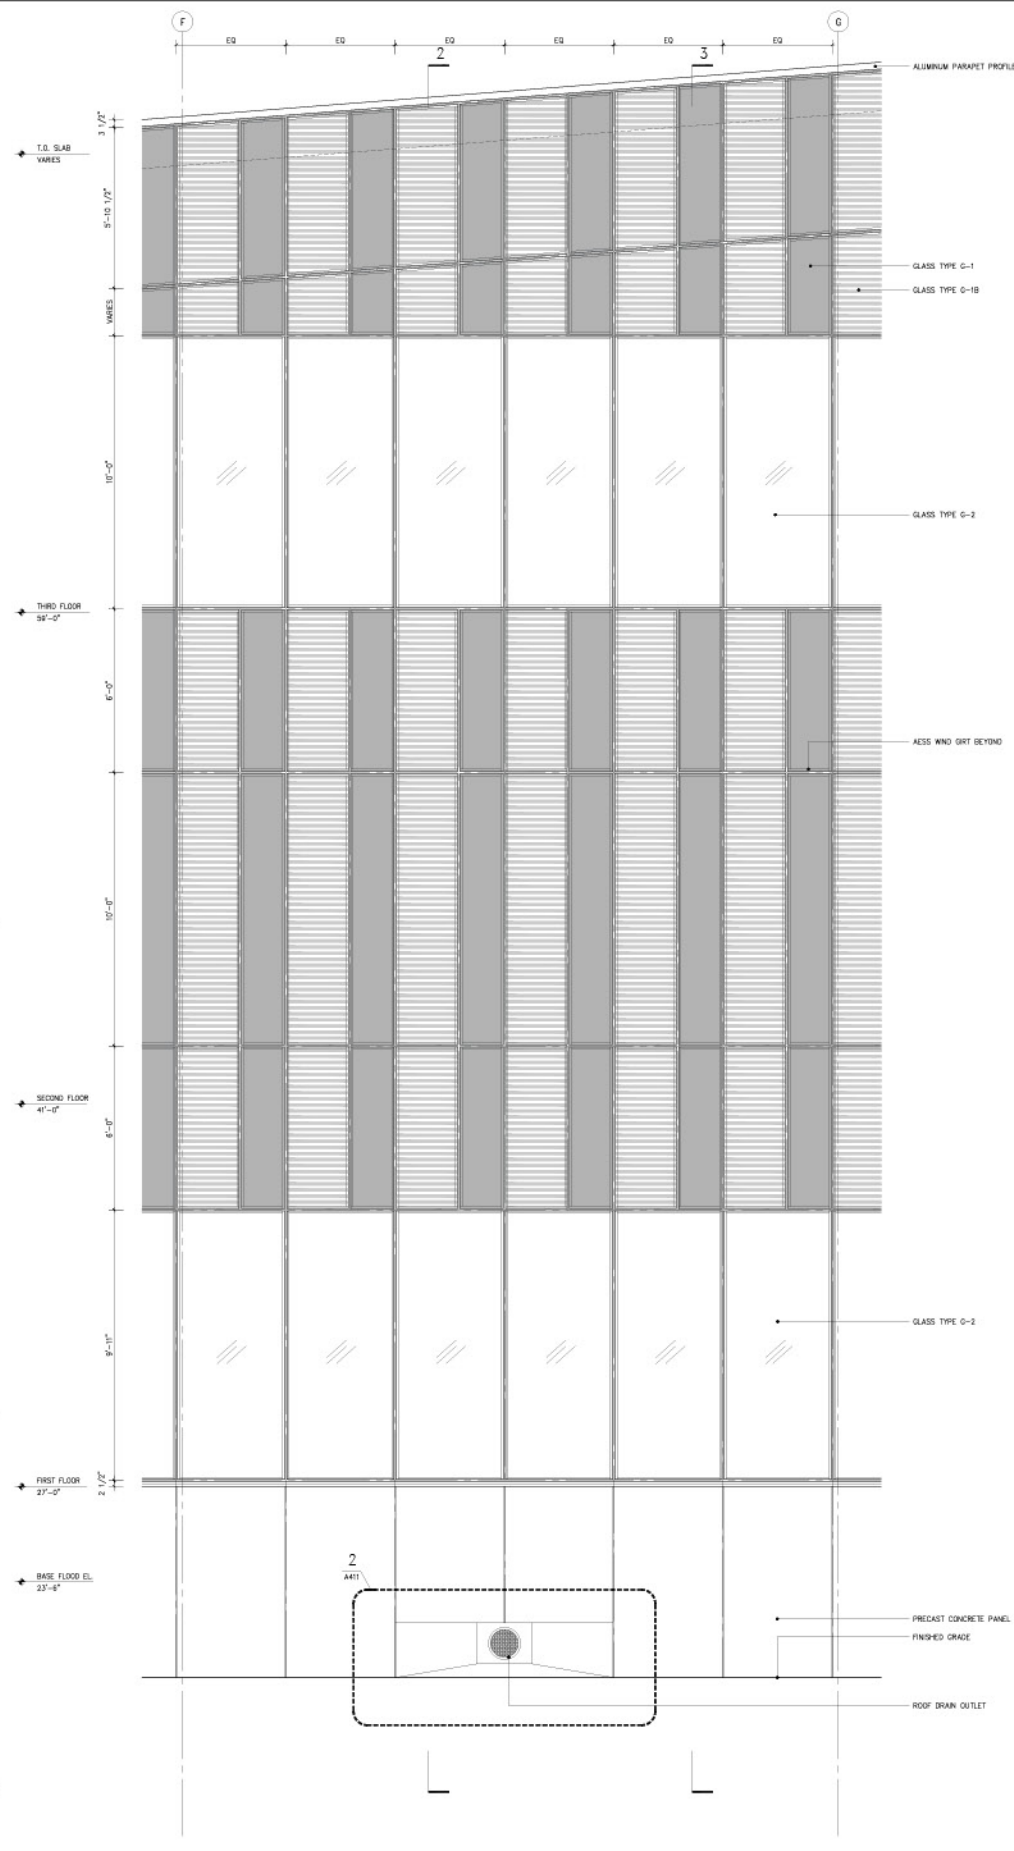 F
G
EQ EQ EQ EQ EQ EQ
2
3
ALUMINUM PARAPET PROFILE
3 1/2"
T.O. SLAB
VARIES
5'-10 1/2"
GLASS TYPE G-1
GLASS TYPE G-1B
VARIES
10'-0"
GLASS TYPE G-2
THIRD FLOOR
59'-0"
6'-0"
AESS WIND GIRT BEYOND
10'-0"
SECOND FLOOR
41'-0"
6'-0"
GLASS TYPE G-2
9'-11"
FIRST FLOOR
27'-0"
2 1/2"
2
A411
BASE FLOOD EL.
23'-6"
PRECAST CONCRETE PANEL
FINISHED GRADE
ROOF DRAIN OUTLET